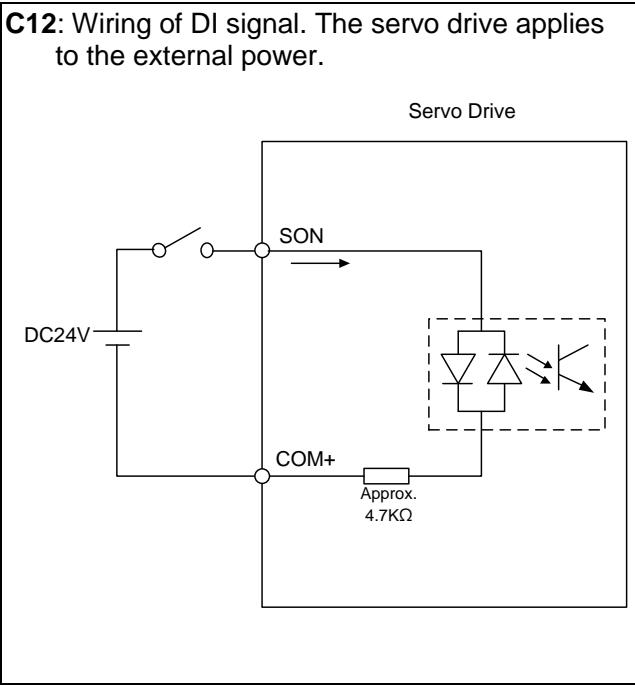 C12: Wiring of DI signal. The servo drive applies
to the external power.
Servo Drive
SON
DC24V
COM+
Approx.
4.7KΩ